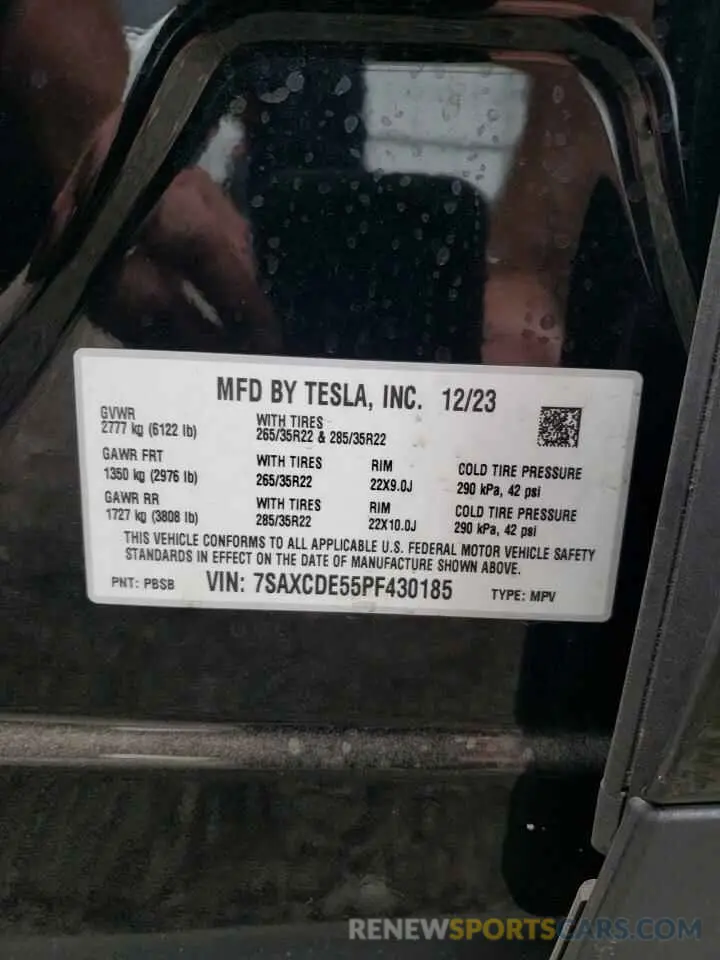 MFD BY TESLA, INC. 12/23
GVWR
2777 kg (6122 lb)
WITH TIRES
265/35R22 & 285/35R22
GAWR FRT
1350 kg (2976 lb)
WITH TIRES
265/35R22
RIM
22X9.0J
COLD TIRE PRESSURE
290 kPa, 42 psi
GAWR RR
1727 kg (3808 lb)
WITH TIRES
285/35R22
RIM
22X10.0J
COLD TIRE PRESSURE
290 kPa, 42 psi
THIS VEHICLE CONFORMS TO ALL APPLICABLE U.S. FEDERAL MOTOR VEHICLE SAFETY
STANDARDS IN EFFECT ON THE DATE OF MANUFACTURE SHOWN ABOVE.
PNT: PBSB VIN: 7SAXCDE55PF430185 TYPE: MPV
RENEWSPORTSCARS.COM